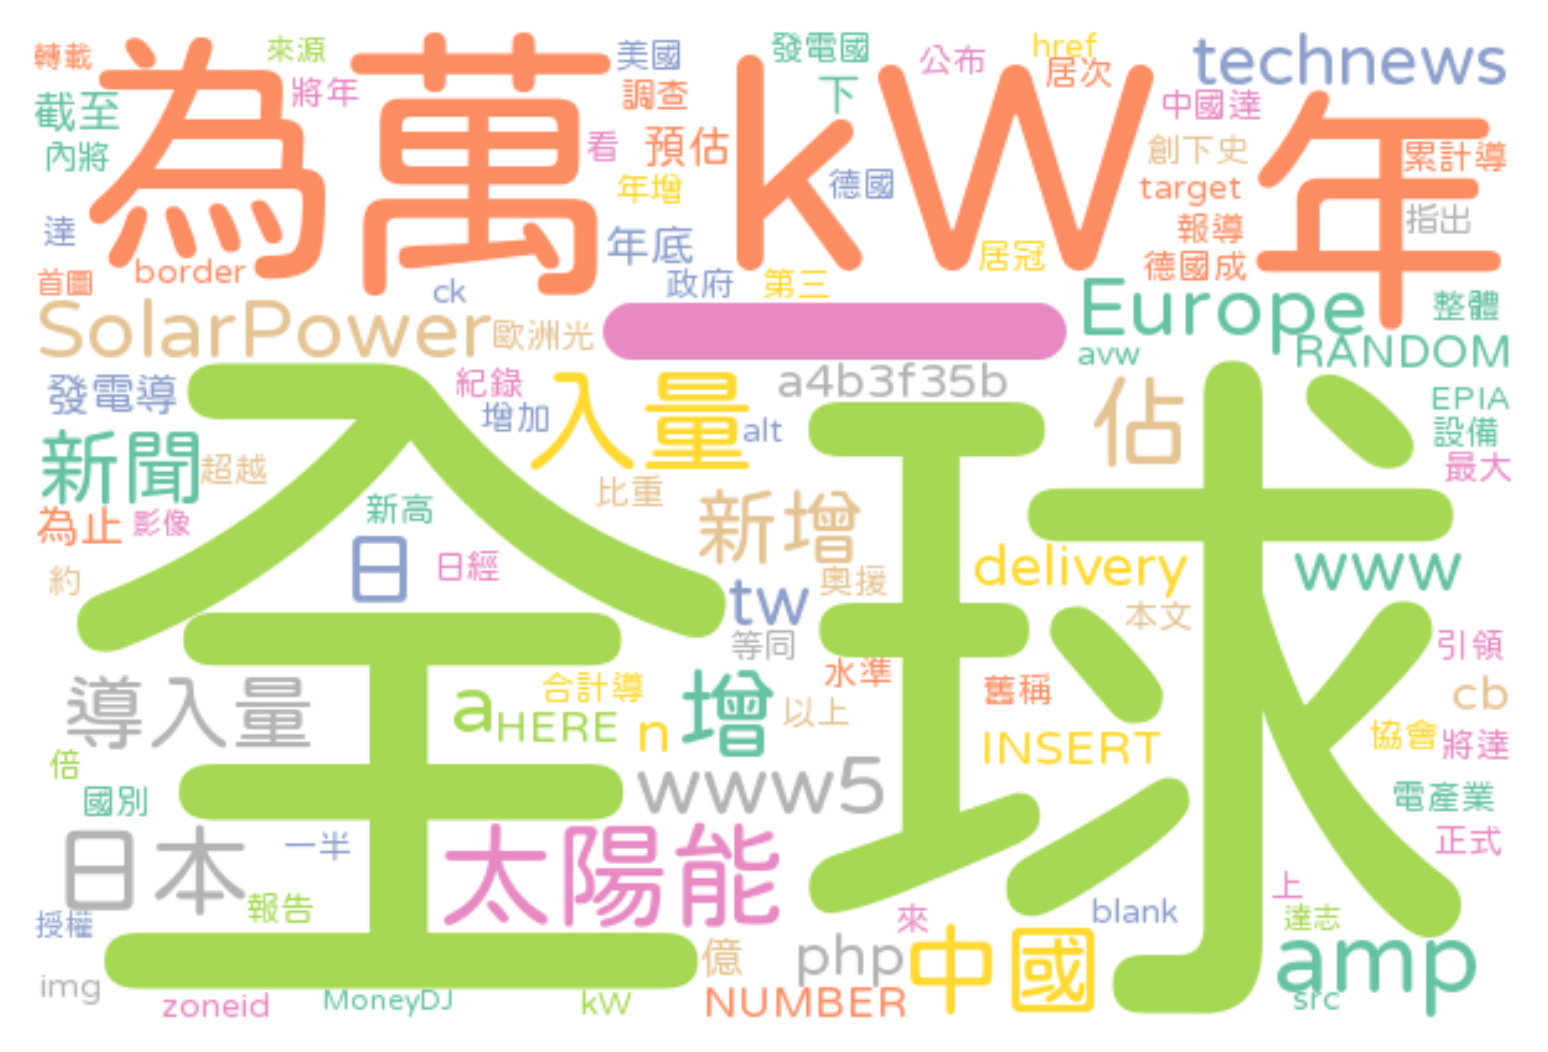 轉載
來源
美國
發電國
公布
href
technews
為萬
kW
年
將年
調查
下
居次
中國達
截至
內將
看
預估
德國
創下史
累計導
年增
target
指出
達
年底
居冠
報導
德國成
首圖
border
ck
政府
第三
SolarPower
歐洲光
一
Europe
整體
avw
RANDOM
發電導
紀錄
增加
入量
alt
a4b3f35b
佔
EPIA
設備
新聞
超越
全球
最大
比重
新高
新增
為止
影像
日
日經
delivery
www
約
tw
奧援
本文
等同
引領
導入量
合計導
水準
舊稱
cb
a
HERE
n
增
以上
INSERT
協會
將達
倍
國別
www5
電產業
日本
一半
太陽能
正式
報告
上
授權
來
blank
達志
億
php
中國
amp
img
zoneid
MoneyDJ
kW
NUMBER
src